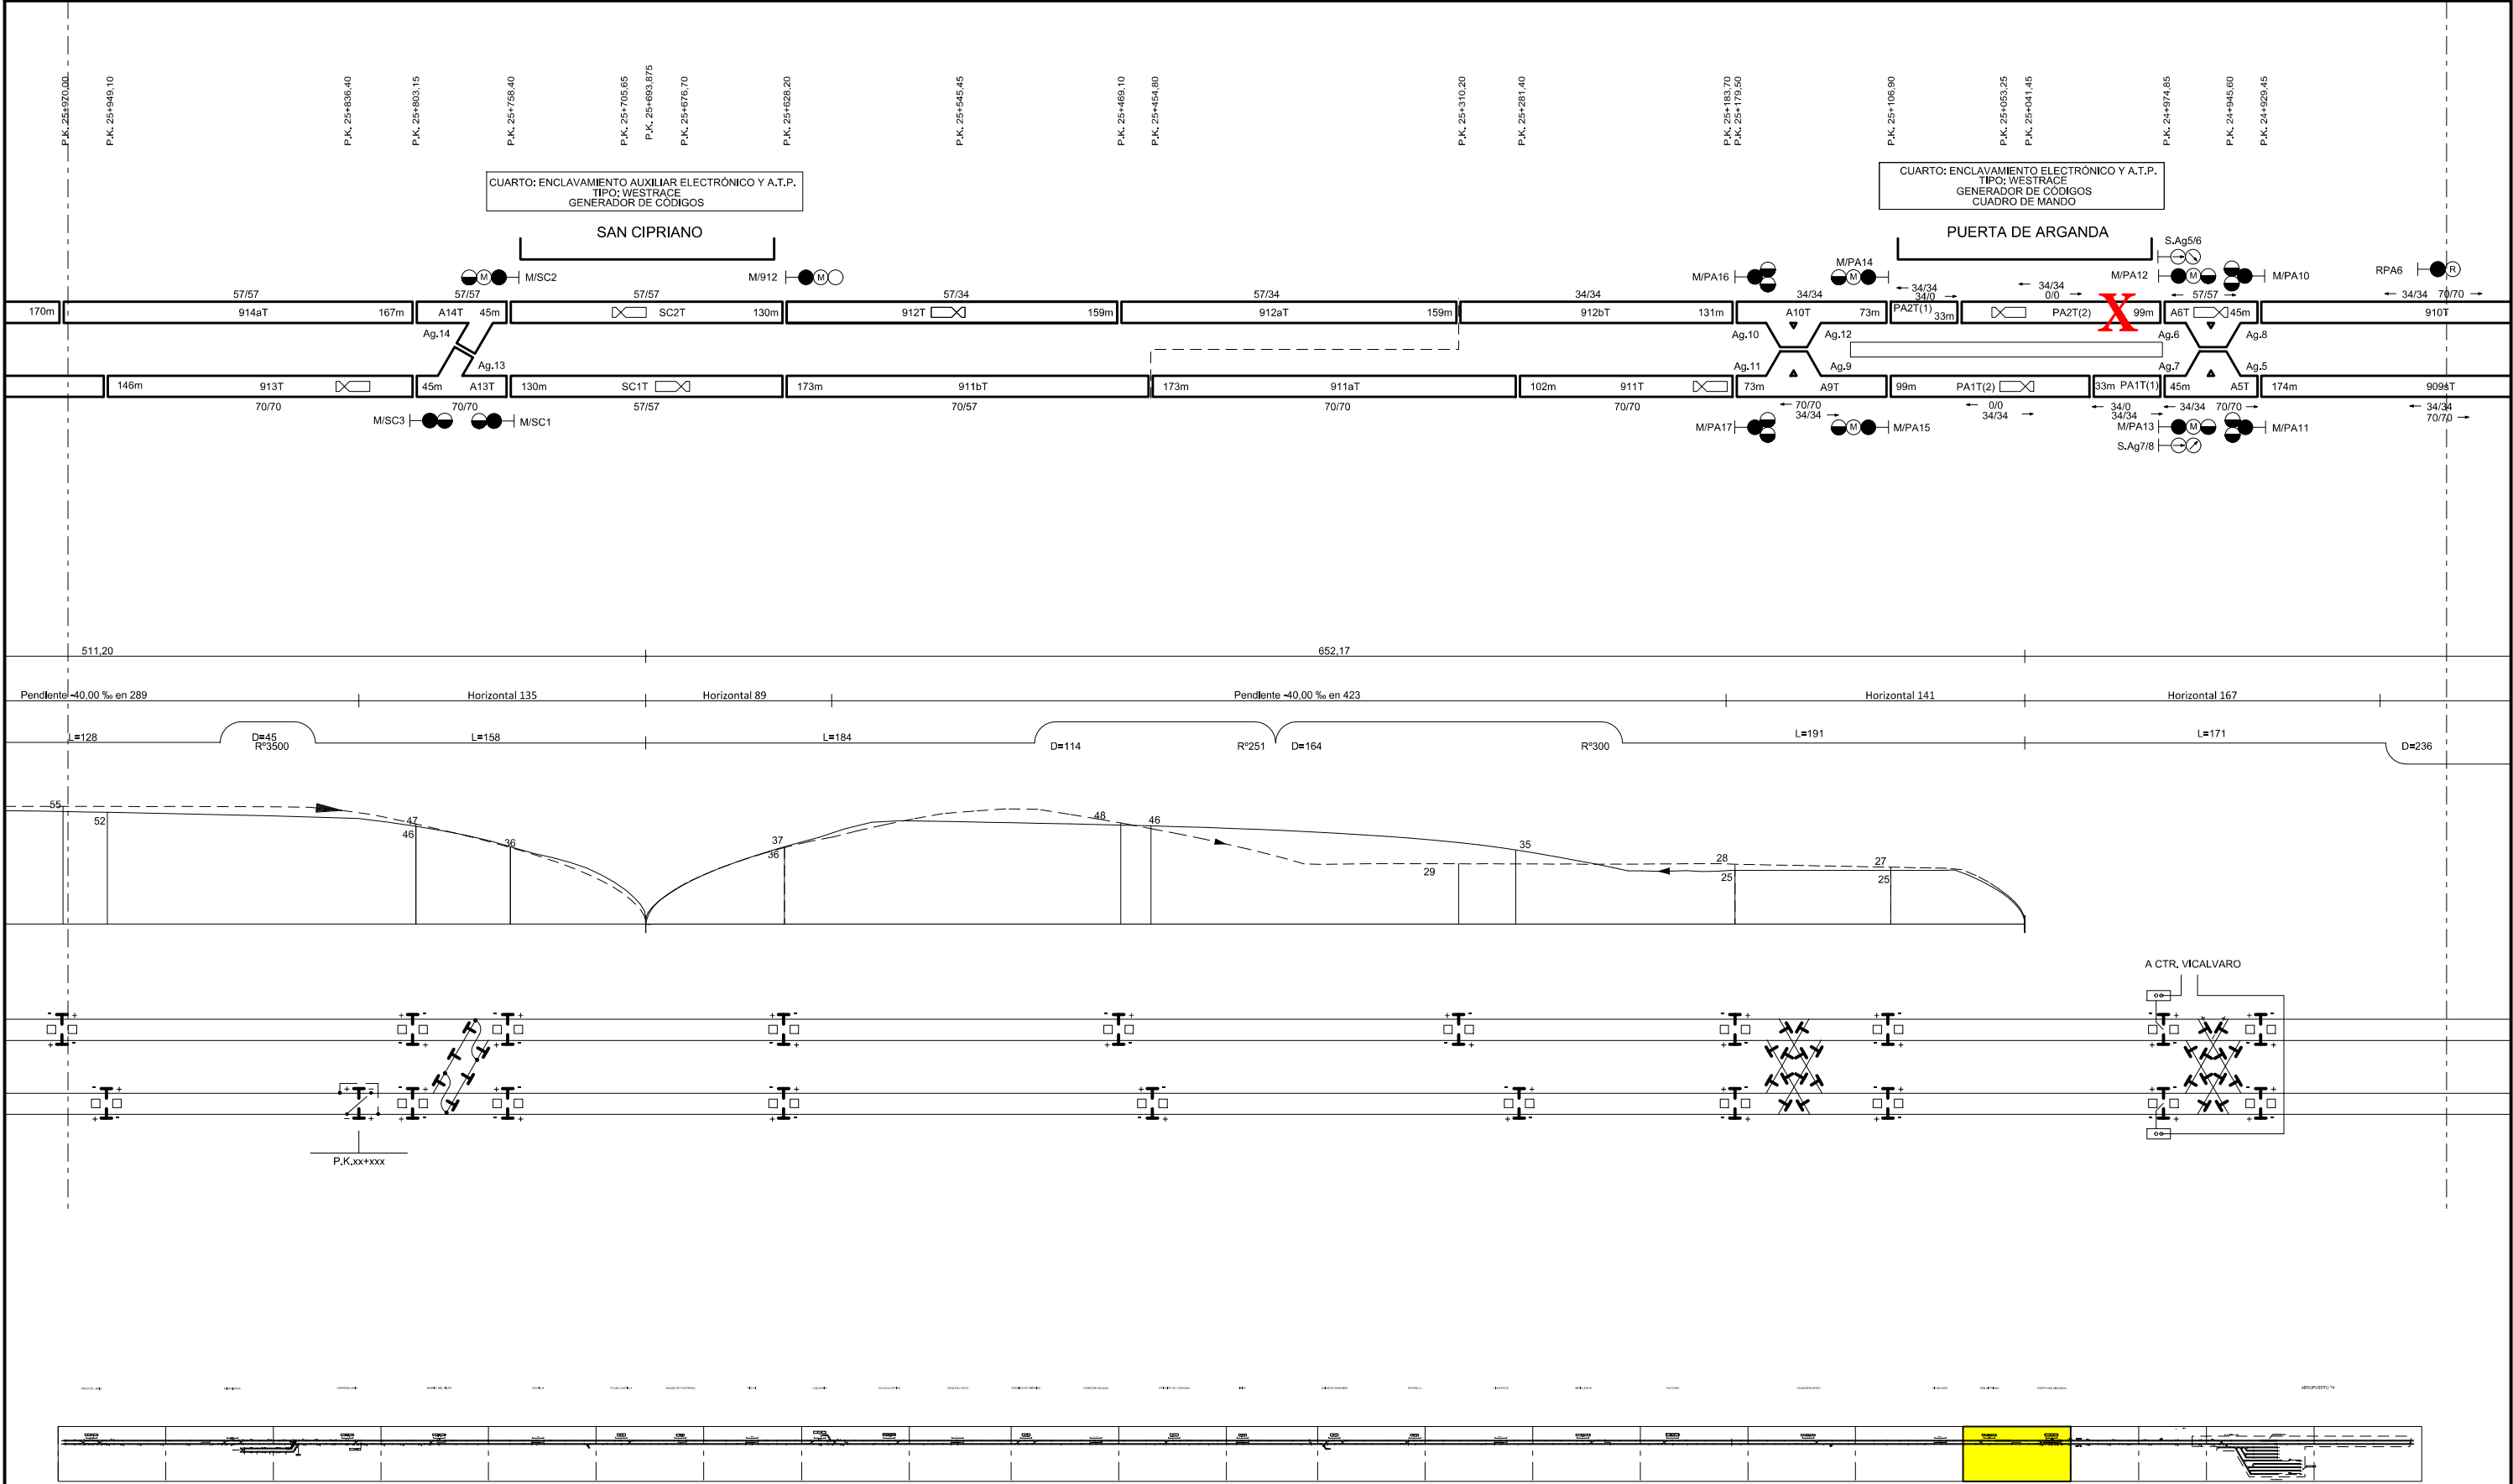 P.K. 25+970,00
P.K. 25+949,10
P.K. 25+836,40
P.K. 25+803,15
P.K. 25+758,40
P.K. 25+705,65
P.K. 25+693,875
P.K. 25+676,70
P.K. 25+628,20
P.K. 25+545,45
P.K. 25+469,10
P.K. 25+454,80
P.K. 25+310,20
P.K. 25+281,40
P.K. 25+183,70
P.K. 25+179,50
P.K. 25+106,90
P.K. 25+053,25
P.K. 25+041,45
P.K. 24+974,85
P.K. 24+945,60
P.K. 24+929,45
CUARTO: ENCLAVAMIENTO AUXILIAR ELECTRÓNICO Y A.T.P.
TIPO: WESTRACE
GENERADOR DE CÓDIGOS
SAN CIPRIANO
CUARTO: ENCLAVAMIENTO ELECTRÓNICO Y A.T.P.
TIPO: WESTRACE
GENERADOR DE CÓDIGOS
CUADRO DE MANDO
PUERTA DE ARGANDA
S.Ag5/6
M M/SC2
M/912 M
M/PA16
M/PA14
M
M/PA12 M
M/PA10
RPA6 R
57/57
57/57
57/57
57/34
57/34
34/34
34/34
34/34
34/0
34/34
0/0
57/57
34/34 70/70
170m
914aT 167m
A14T 45m
SC2T 130m
912T 159m
912aT 159m
912bT 131m
A10T 73m
PA2T(1) 33m
PA2T(2) X 99m
A6T 45m
910T
Ag.14
Ag.13
Ag.10
Ag.12
Ag.11
Ag.9
Ag.6
Ag.8
Ag.7
Ag.5
146m 913T
45m A13T
130m SC1T
173m 911bT
173m 911aT
102m 911T
73m A9T
99m PA1T(2)
33m PA1T(1)
45m A5T
174m 909sT
70/70
70/70
57/57
70/57
70/70
70/70
70/70
34/34
0/0
34/34
34/0
34/34
34/34 70/70
34/34
70/70
M/SC3
M/SC1
M/PA17
M M/PA15
M/PA13 M
M/PA11
S.Ag7/8
511,20
652,17
Pendiente -40,00 ‰ en 289
Horizontal 135
Horizontal 89
Pendiente -40,00 ‰ en 423
Horizontal 141
Horizontal 167
L=128
D=45
Rº3500
L=158
L=184
D=114
Rº251
D=164
Rº300
L=191
L=171
D=236
55
52
47
46
36
37
36
48
46
29
35
28
25
27
25
A CTR. VICALVARO
P.K.xx+xxx
AEROPUERTO T4